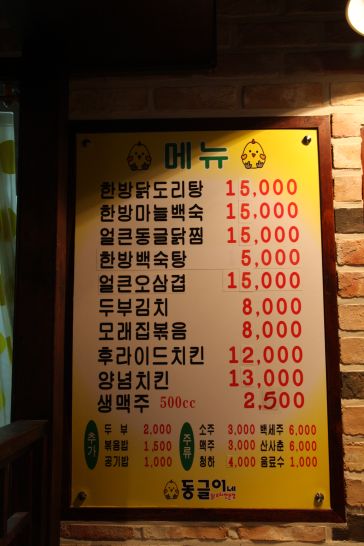 메뉴
한방닭도리탕 15,000
한방마늘백숙 15,000
얼큰동글닭찜 15,000
한방백숙탕 5,000
얼큰오삼겹 15,000
두부김치 8,000
모래집볶음 8,000
후라이드치킨 12,000
양념치킨 13,000
생맥주 500cc 2,500
추가
두부 2,000
볶음밥 1,500
공기밥 1,000
주류
소주 3,000 백세주 6,000
맥주 3,000 산사춘 6,000
청하 4,000 음료수 1,000
동글이네